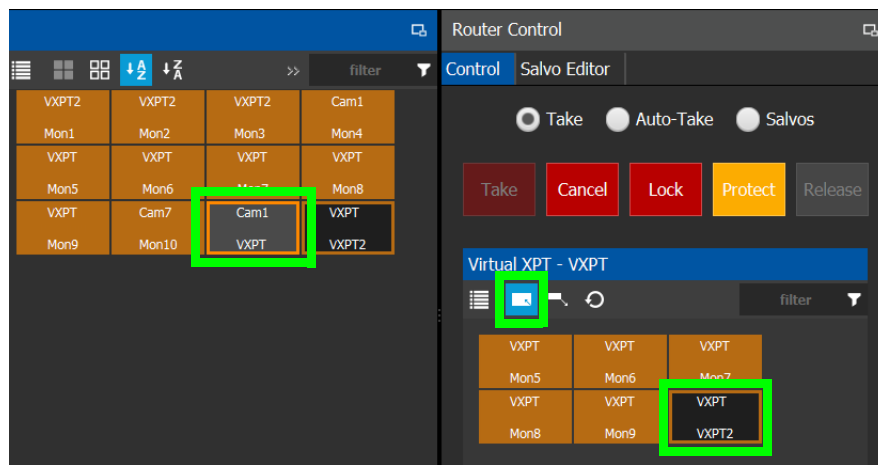 Router Control
Control Salvo Editor
filter
Take Auto-Take Salvos
Take Cancel Lock Protect Release
VXPT2 VXPT2 VXPT2 Cam1
Mon1 Mon2 Mon3 Mon4
VXPT VXPT VXPT VXPT
Mon5 Mon6 Mon7 Mon8
VXPT Cam7 Cam1 VXPT
Mon9 Mon10 VXPT VXPT2
Virtual XPT - VXPT
filter
VXPT VXPT VXPT
Mon5 Mon6 Mon7
VXPT VXPT VXPT
Mon8 Mon9 VXPT2